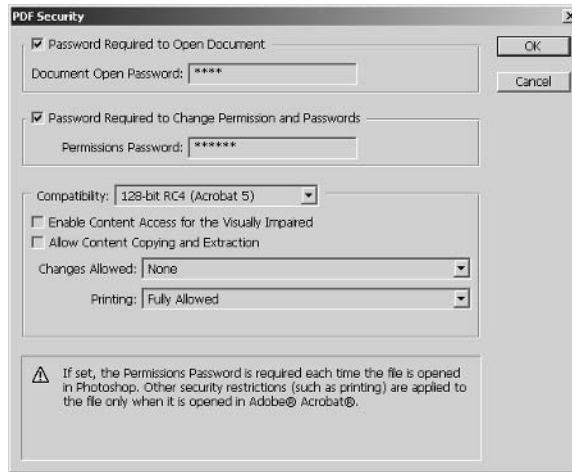 PDF Security
Password Required to Open Document
OK
Document Open Password: ****
Cancel
Password Required to Change Permission and Passwords
Permissions Password: ******
Compatibility: 128-bit RC4 (Acrobat 5)
Enable Content Access for the Visually Impaired
Allow Content Copying and Extraction
Changes Allowed: None
Printing: Fully Allowed
If set, the Permissions Password is required each time the file is opened
in Photoshop. Other security restrictions (such as printing) are applied to
the file only when it is opened in Adobe® Acrobat®.